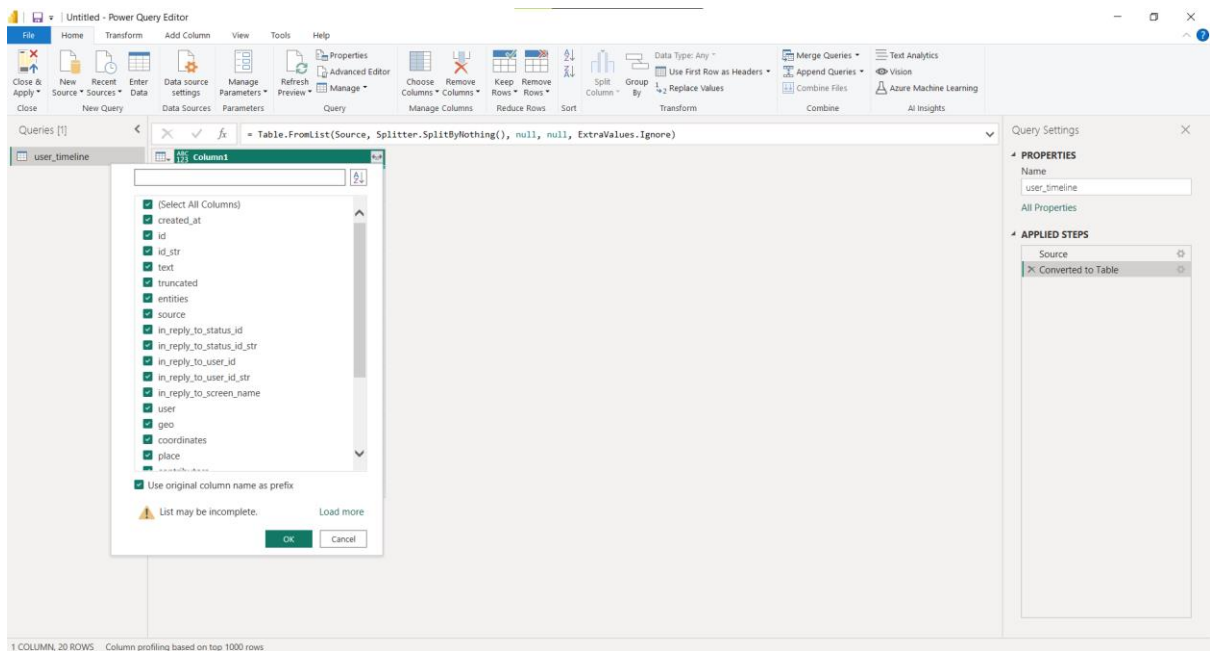 Untitled - Power Query Editor
File Home Transform Add Column View Tools Help
Close & Apply
New Source
Recent Sources
Enter Data
Data source settings
Manage Parameters
Refresh Preview
Properties
Advanced Editor
Manage
Choose Columns
Remove Columns
Keep Rows
Remove Rows
Split Column
Group By
Data Type: Any
Use First Row as Headers
Replace Values
Merge Queries
Append Queries
Combine Files
Text Analytics
Vision
Azure Machine Learning
Close New Query Data Sources Parameters Query Manage Columns Reduce Rows Sort Transform Combine AI Insights
Queries [1]
= Table.FromList(Source, Splitter.SplitByNothing(), null, null, ExtraValues.Ignore)
user_timeline
ABC 123 Column1
(Select All Columns)
created_at
id
id_str
text
truncated
entities
source
in_reply_to_status_id
in_reply_to_status_id_str
in_reply_to_user_id
in_reply_to_user_id_str
in_reply_to_screen_name
user
geo
coordinates
place
Use original column name as prefix
List may be incomplete. Load more
OK Cancel
Query Settings
PROPERTIES
Name
user_timeline
All Properties
APPLIED STEPS
Source
Converted to Table
1 COLUMN, 20 ROWS Column profiling based on top 1000 rows